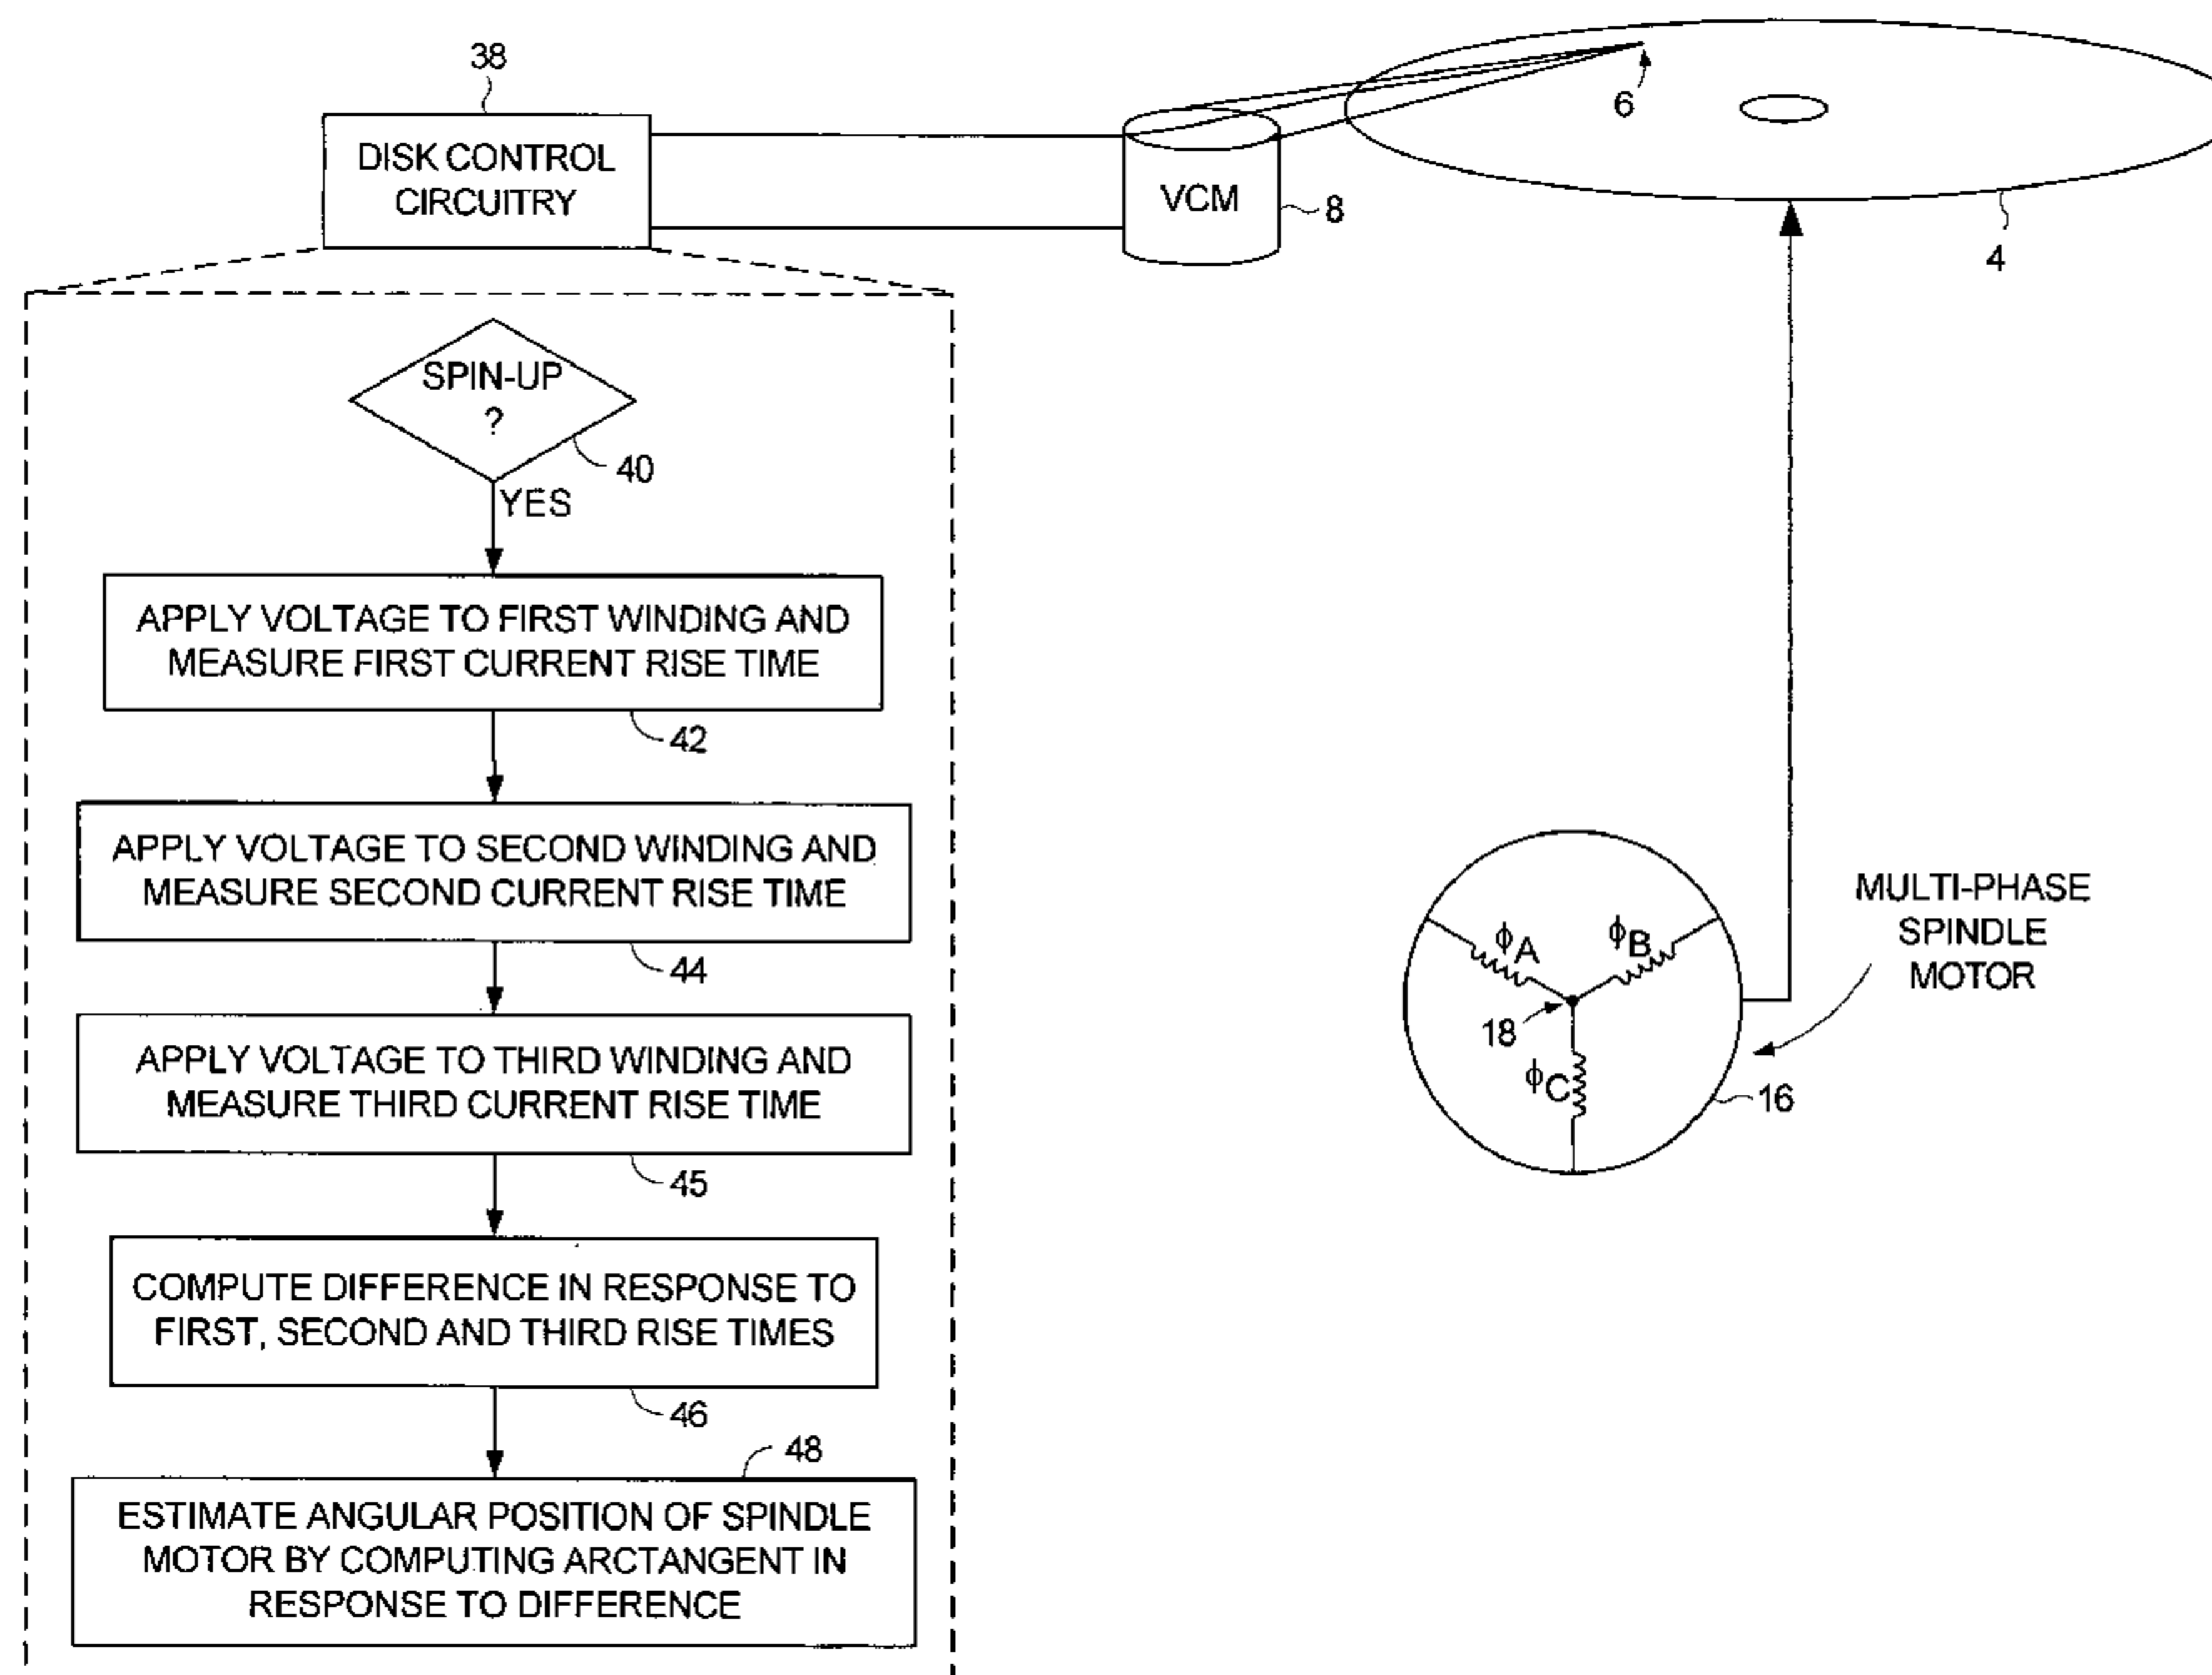 38
DISK CONTROL
CIRCUITRY
VCM
8
6
4
SPIN-UP
?
40
YES
APPLY VOLTAGE TO FIRST WINDING AND
MEASURE FIRST CURRENT RISE TIME
42
APPLY VOLTAGE TO SECOND WINDING AND
MEASURE SECOND CURRENT RISE TIME
44
APPLY VOLTAGE TO THIRD WINDING AND
MEASURE THIRD CURRENT RISE TIME
45
COMPUTE DIFFERENCE IN RESPONSE TO
FIRST, SECOND AND THIRD RISE TIMES
46
48
ESTIMATE ANGULAR POSITION OF SPINDLE
MOTOR BY COMPUTING ARCTANGENT IN
RESPONSE TO DIFFERENCE
MULTI-PHASE
SPINDLE
MOTOR
ϕA
ϕB
18
ϕC
16